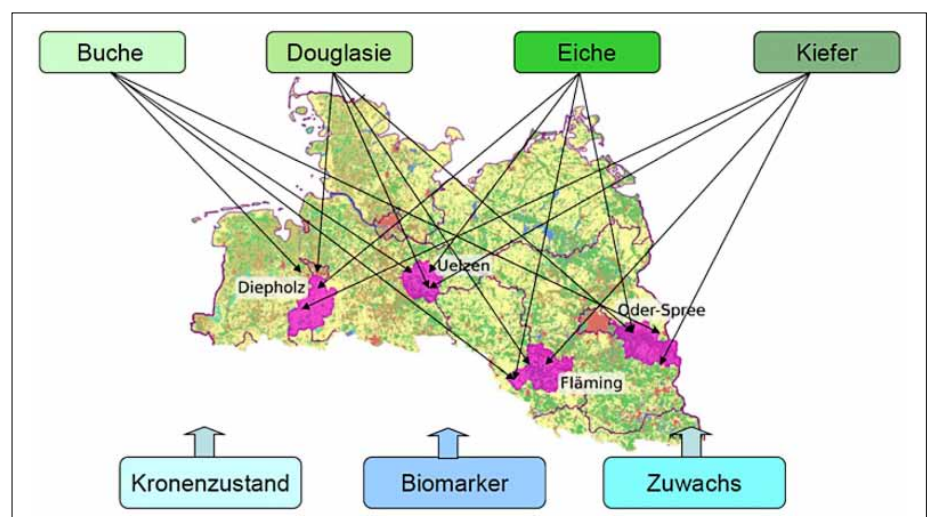 Buche
Douglasie
Eiche
Kiefer
Uelzen
Diepholz
Oder-Spree
Fläming
Kronenzustand
Biomarker
Zuwachs